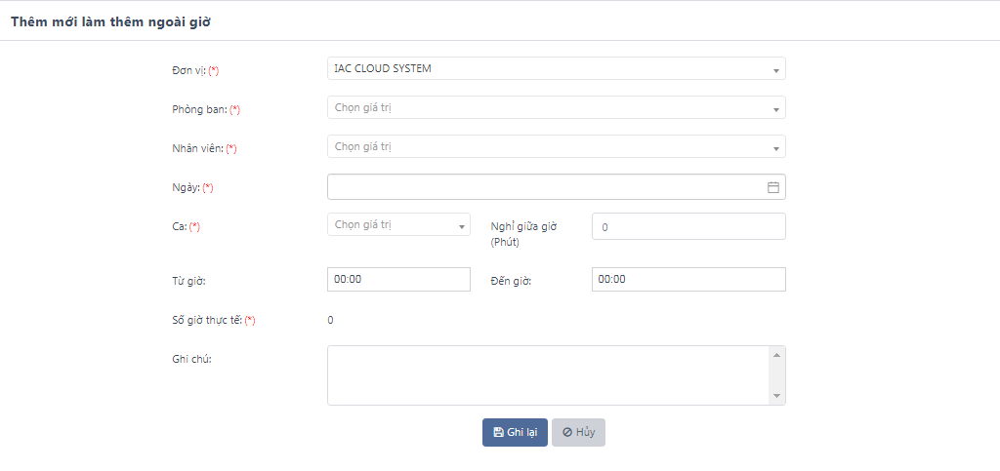 Thêm mới làm thêm ngoài giờ
Đơn vị: (*) IAC CLOUD SYSTEM
Phòng ban: (*) Chọn giá trị
Nhân viên: (*) Chọn giá trị
Ngày: (*)
Ca: (*) Chọn giá trị Nghỉ giữa giờ (Phút) 0
Từ giờ: 00:00 Đến giờ: 00:00
Số giờ thực tế: (*) 0
Ghi chú:
Ghi lại Hủy